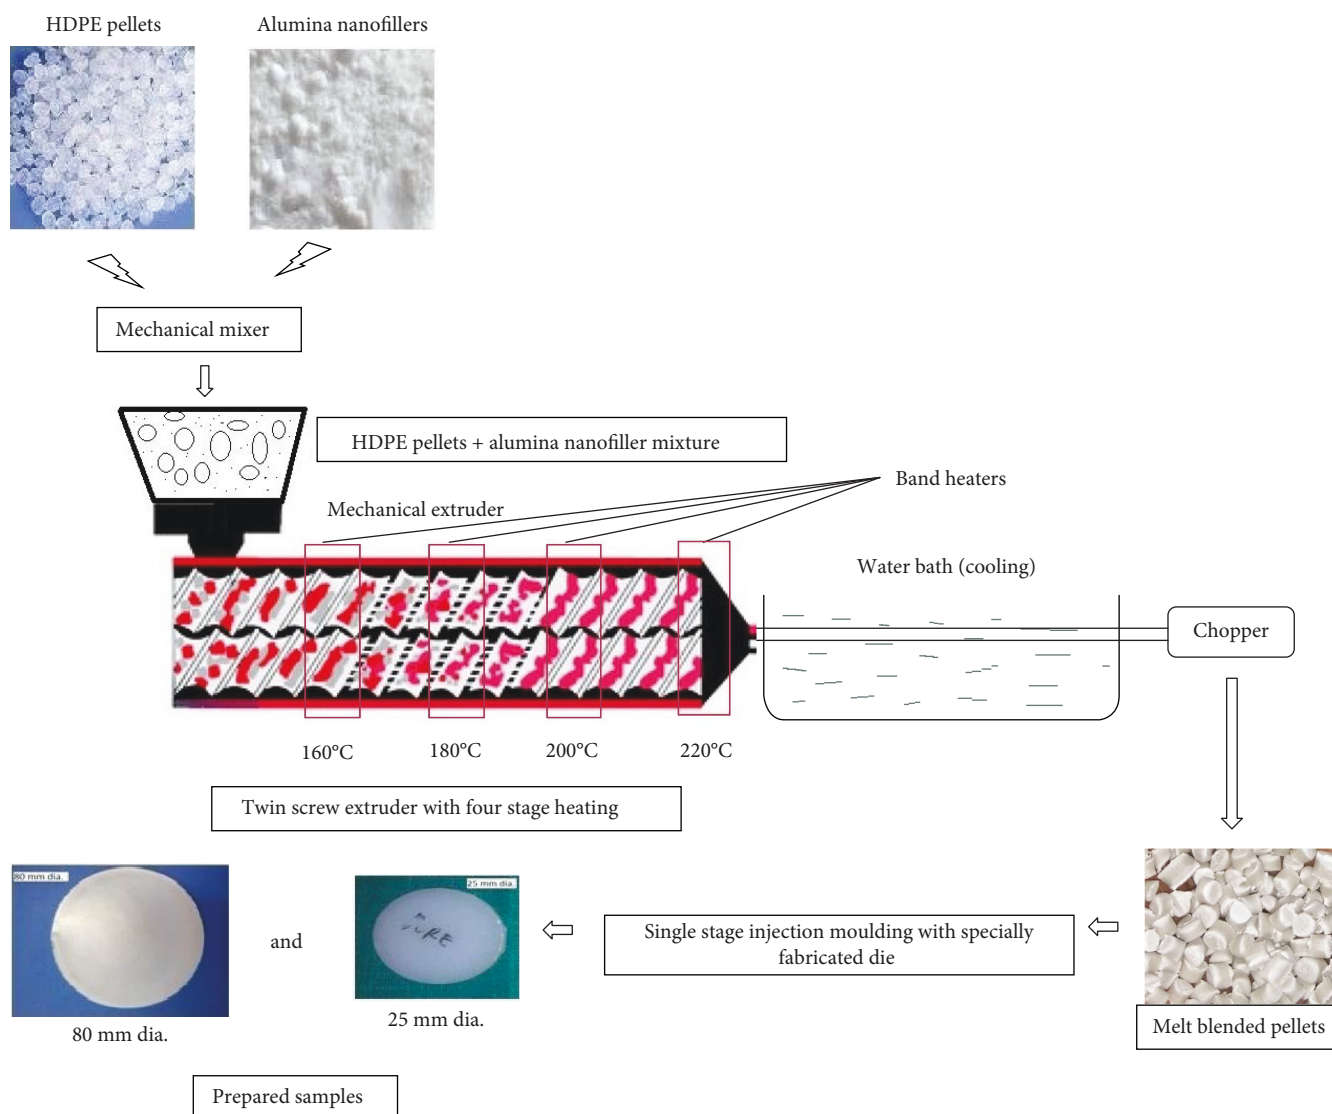 HDPE pellets
Alumina nanofillers
Mechanical mixer
HDPE pellets + alumina nanofiller mixture
Mechanical extruder
Band heaters
Water bath (cooling)
Chopper
160°C
180°C
200°C
220°C
Twin screw extruder with four stage heating
80 mm dia.
and
25 mm dia.
PURE
Single stage injection moulding with specially
fabricated die
80 mm dia.
25 mm dia.
Melt blended pellets
Prepared samples